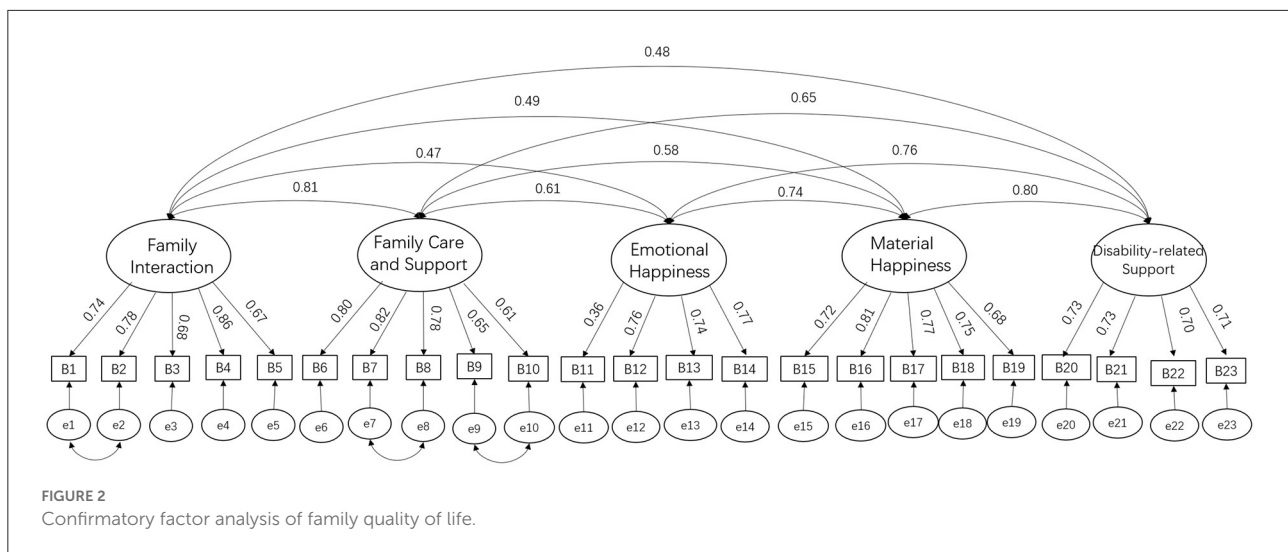 0.48
0.49
0.65
0.47
0.58
0.76
0.81
0.61
0.74
0.80
Family
Interaction
Family Care
and Support
Emotional
Happiness
Material
Happiness
Disability-related
Support
0.74
0.78
0.68
0.86
0.67
0.80
0.82
0.78
0.65
0.61
0.36
0.76
0.74
0.77
0.72
0.81
0.77
0.75
0.68
0.73
0.73
0.70
0.71
B1 B2 B3 B4 B5 B6 B7 B8 B9 B10 B11 B12 B13 B14 B15 B16 B17 B18 B19 B20 B21 B22 B23
e1 e2 e3 e4 e5 e6 e7 e8 e9 e10 e11 e12 e13 e14 e15 e16 e17 e18 e19 e20 e21 e22 e23
FIGURE 2
Confirmatory factor analysis of family quality of life.